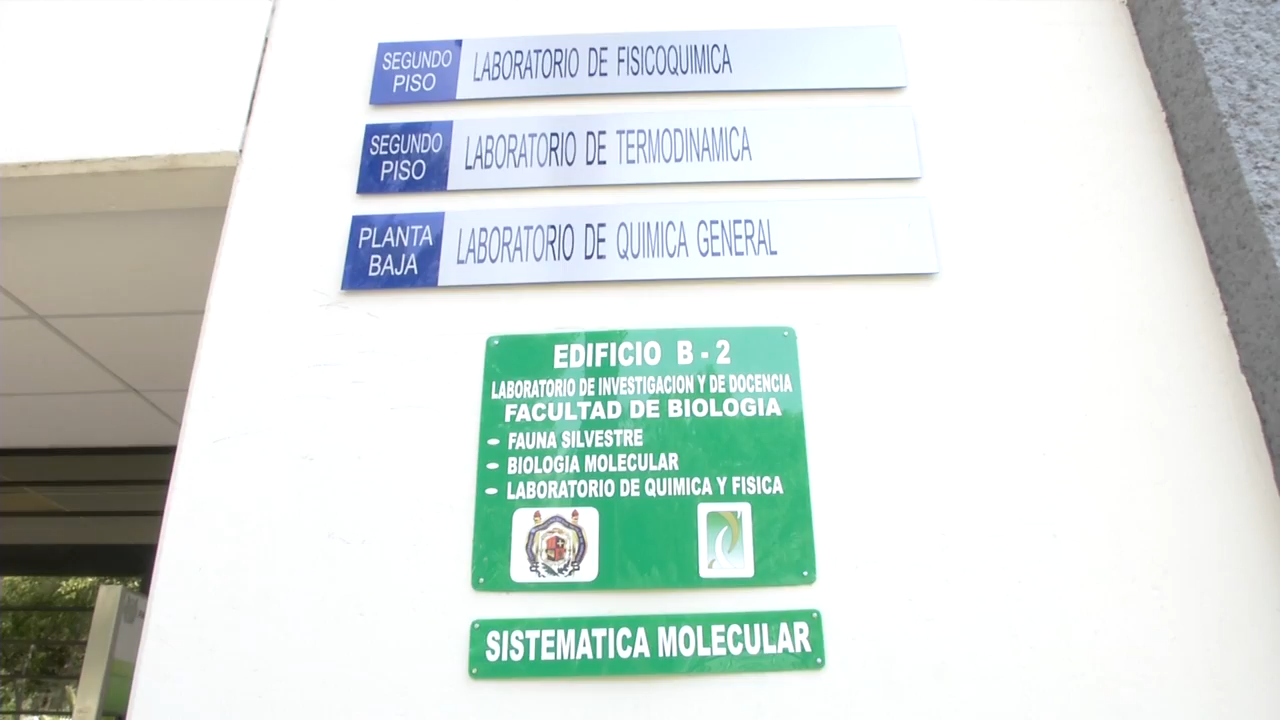 SEGUNDO PISO LABORATORIO DE FISICOQUIMICA
SEGUNDO PISO LABORATORIO DE TERMODINAMICA
PLANTA BAJA LABORATORIO DE QUIMICA GENERAL
EDIFICIO B - 2
LABORATORIO DE INVESTIGACION Y DE DOCENCIA
FACULTAD DE BIOLOGIA
- FAUNA SILVESTRE
- BIOLOGIA MOLECULAR
- LABORATORIO DE QUIMICA Y FISICA
SISTEMATICA MOLECULAR